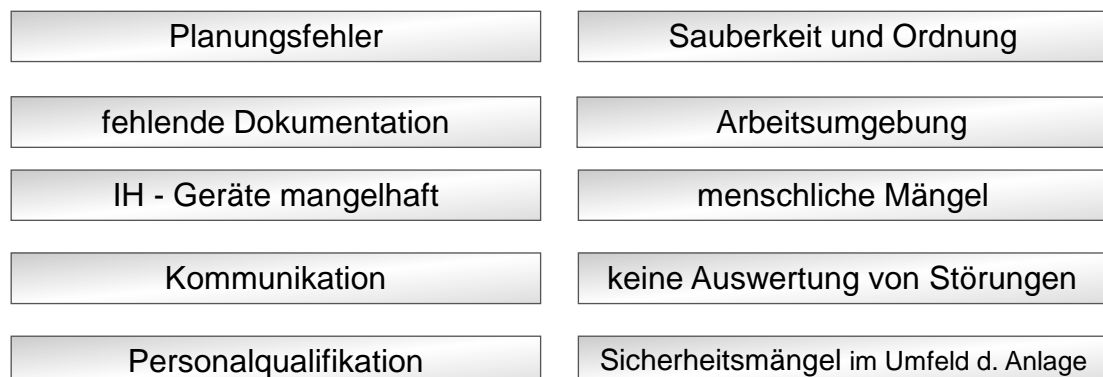 Planungsfehler
Sauberkeit und Ordnung
fehlende Dokumentation
Arbeitsumgebung
IH - Geräte mangelhaft
menschliche Mängel
Kommunikation
keine Auswertung von Störungen
Personalqualifikation
Sicherheitsmängel im Umfeld d. Anlage